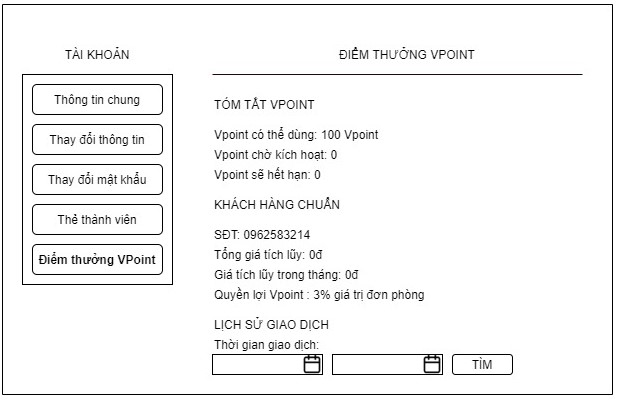 TÀI KHOẢN
Thông tin chung
Thay đổi thông tin
Thay đổi mật khẩu
Thẻ thành viên
Điểm thưởng VPoint
ĐIỂM THƯỞNG VPOINT
TÓM TẮT VPOINT
Vpoint có thể dùng: 100 Vpoint
Vpoint chờ kích hoạt: 0
Vpoint sẽ hết hạn: 0
KHÁCH HÀNG CHUẨN
SĐT: 0962583214
Tổng giá tích lũy: 0đ
Giá tích lũy trong tháng: 0đ
Quyền lợi Vpoint : 3% giá trị đơn phòng
LỊCH SỬ GIAO DỊCH
Thời gian giao dịch:
TÌM